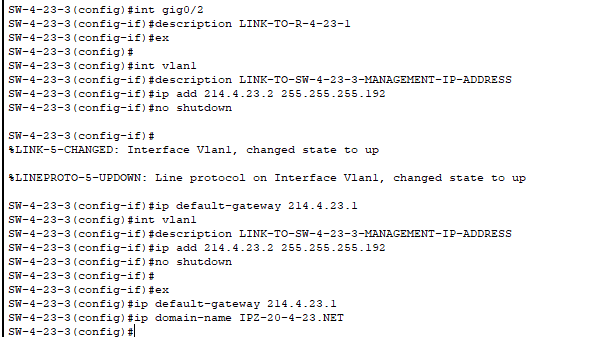 SW-4-23-3(config)#int gig0/2
SW-4-23-3(config-if)#description LINK-TO-R-4-23-1
SW-4-23-3(config-if)#ex
SW-4-23-3(config)#
SW-4-23-3(config)#int vlan1
SW-4-23-3(config-if)#description LINK-TO-SW-4-23-3-MANAGEMENT-IP-ADDRESS
SW-4-23-3(config-if)#ip add 214.4.23.2 255.255.255.192
SW-4-23-3(config-if)#no shutdown
SW-4-23-3(config-if)#
%LINK-5-CHANGED: Interface Vlan1, changed state to up
%LINEPROTO-5-UPDOWN: Line protocol on Interface Vlan1, changed state to up
SW-4-23-3(config-if)#ip default-gateway 214.4.23.1
SW-4-23-3(config)#int vlan1
SW-4-23-3(config-if)#description LINK-TO-SW-4-23-3-MANAGEMENT-IP-ADDRESS
SW-4-23-3(config-if)#ip add 214.4.23.2 255.255.255.192
SW-4-23-3(config-if)#no shutdown
SW-4-23-3(config-if)#
SW-4-23-3(config-if)#ex
SW-4-23-3(config)#ip default-gateway 214.4.23.1
SW-4-23-3(config)#ip domain-name IPZ-20-4-23.NET
SW-4-23-3(config)#